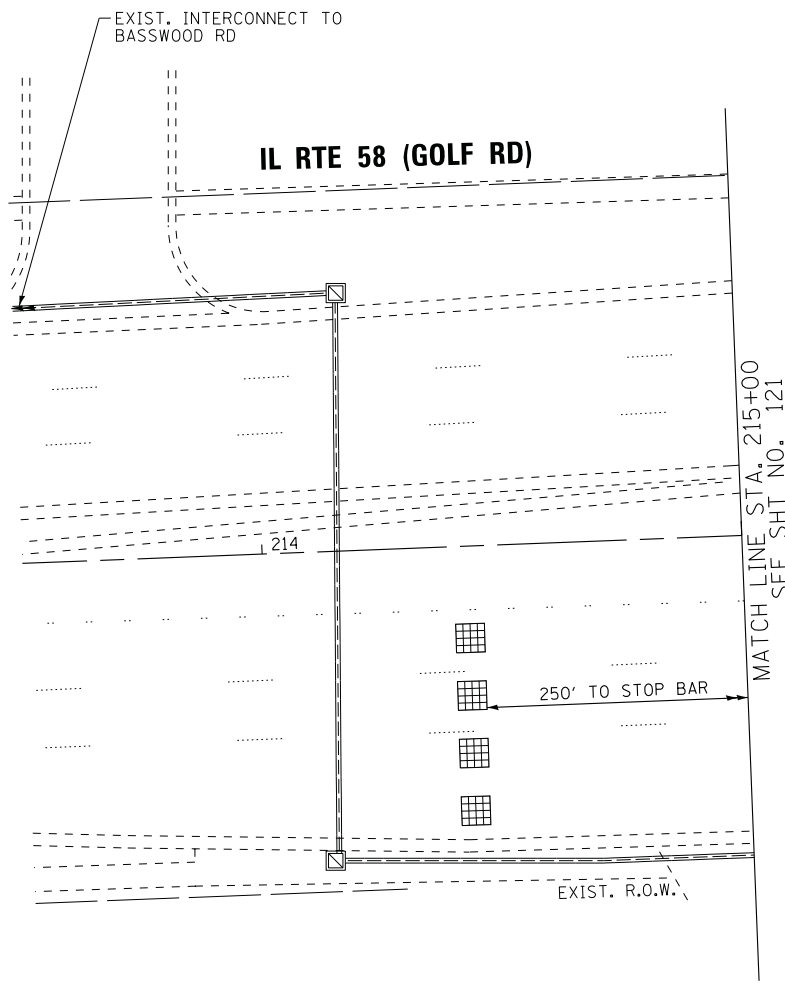 EXIST. INTERCONNECT TO
BASSWOOD RD
IL RTE 58 (GOLF RD)
214
250' TO STOP BAR
MATCH LINE STA. 215+00
SEE SHT NO. 121
EXIST. R.O.W.